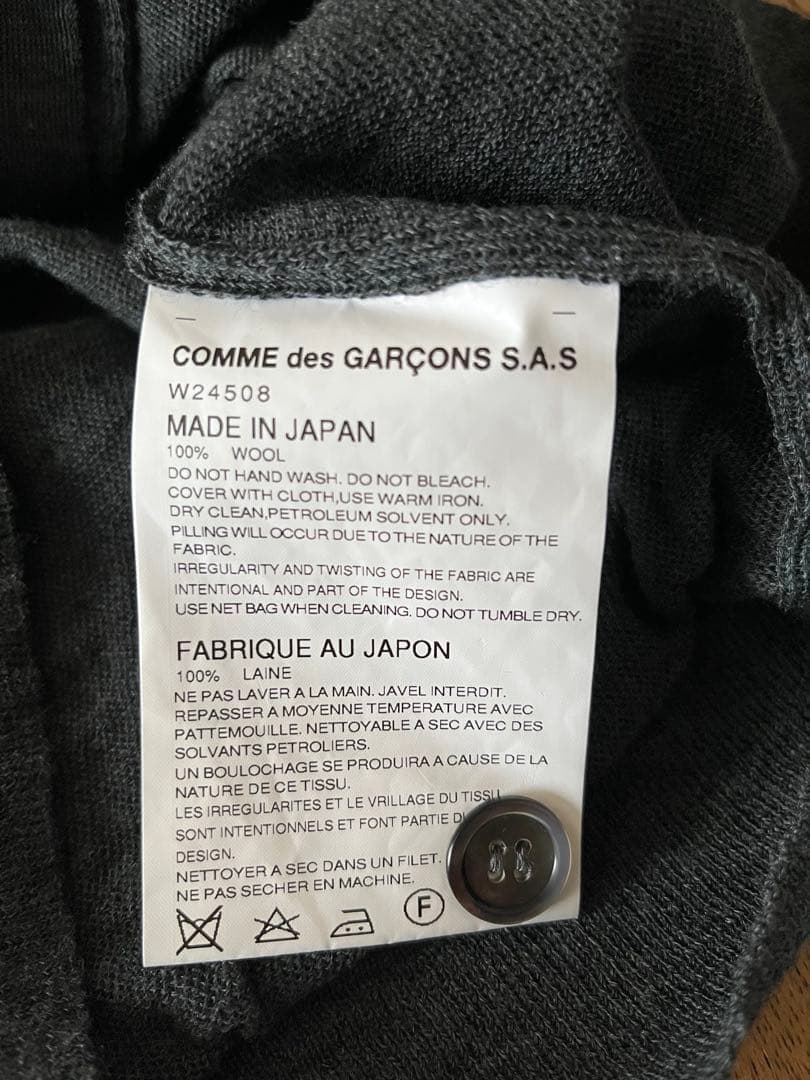 COMME des GARÇONS S.A.S
W24508
MADE IN JAPAN
100% WOOL
DO NOT HAND WASH. DO NOT BLEACH.
COVER WITH CLOTH,USE WARM IRON.
DRY CLEAN,PETROLEUM SOLVENT ONLY.
PILLING WILL OCCUR DUE TO THE NATURE OF THE
FABRIC.
IRREGULARITY AND TWISTING OF THE FABRIC ARE
INTENTIONAL AND PART OF THE DESIGN.
USE NET BAG WHEN CLEANING. DO NOT TUMBLE DRY.
FABRIQUE AU JAPON
100% LAINE
NE PAS LAVER A LA MAIN. JAVEL INTERDIT.
REPASSER A MOYENNE TEMPERATURE AVEC
PATTEMOUILLE. NETTOYABLE A SEC AVEC DES
SOLVANTS PETROLIERS.
UN BOULOCHAGE SE PRODUIRA A CAUSE DE LA
NATURE DE CE TISSU.
LES IRREGULARITES ET LE VRILLAGE DU TISSU
SONT INTENTIONNELS ET FONT PARTIE DU
DESIGN.
NETTOYER A SEC DANS UN FILET.
NE PAS SECHER EN MACHINE.
F